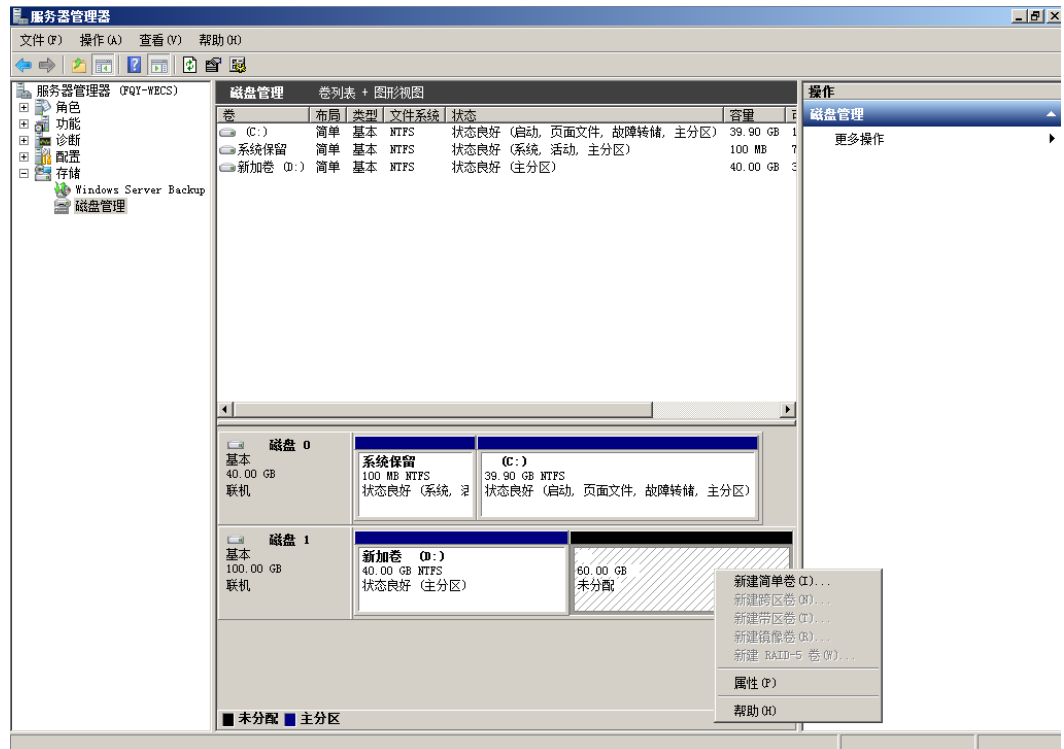 服务器管理器
文件(F) 操作(A) 查看(V) 帮助(H)
服务器管理器 (FQY-WECS)
角色
功能
诊断
配置
存储
Windows Server Backup
磁盘管理
磁盘管理 卷列表 + 图形视图
卷 布局 类型 文件系统 状态 容量
(C:) 简单 基本 NTFS 状态良好 (启动, 页面文件, 故障转储, 主分区) 39.90 GB 1
系统保留 简单 基本 NTFS 状态良好 (系统, 活动, 主分区) 100 MB 7
新加卷 (D:) 简单 基本 NTFS 状态良好 (主分区) 40.00 GB 3
磁盘 0
基本
40.00 GB
联机
系统保留
100 MB NTFS
状态良好 (系统,
(C:)
39.90 GB NTFS
状态良好 (启动, 页面文件, 故障转储, 主分区)
磁盘 1
基本
100.00 GB
联机
新加卷 (D:)
40.00 GB NTFS
状态良好 (主分区)
60.00 GB
未分配
新建简单卷(I)...
新建跨区卷(N)...
新建带区卷(T)...
新建镜像卷(R)...
新建 RAID-5 卷(W)...
属性(P)
帮助(H)
未分配 主分区
操作
磁盘管理
更多操作